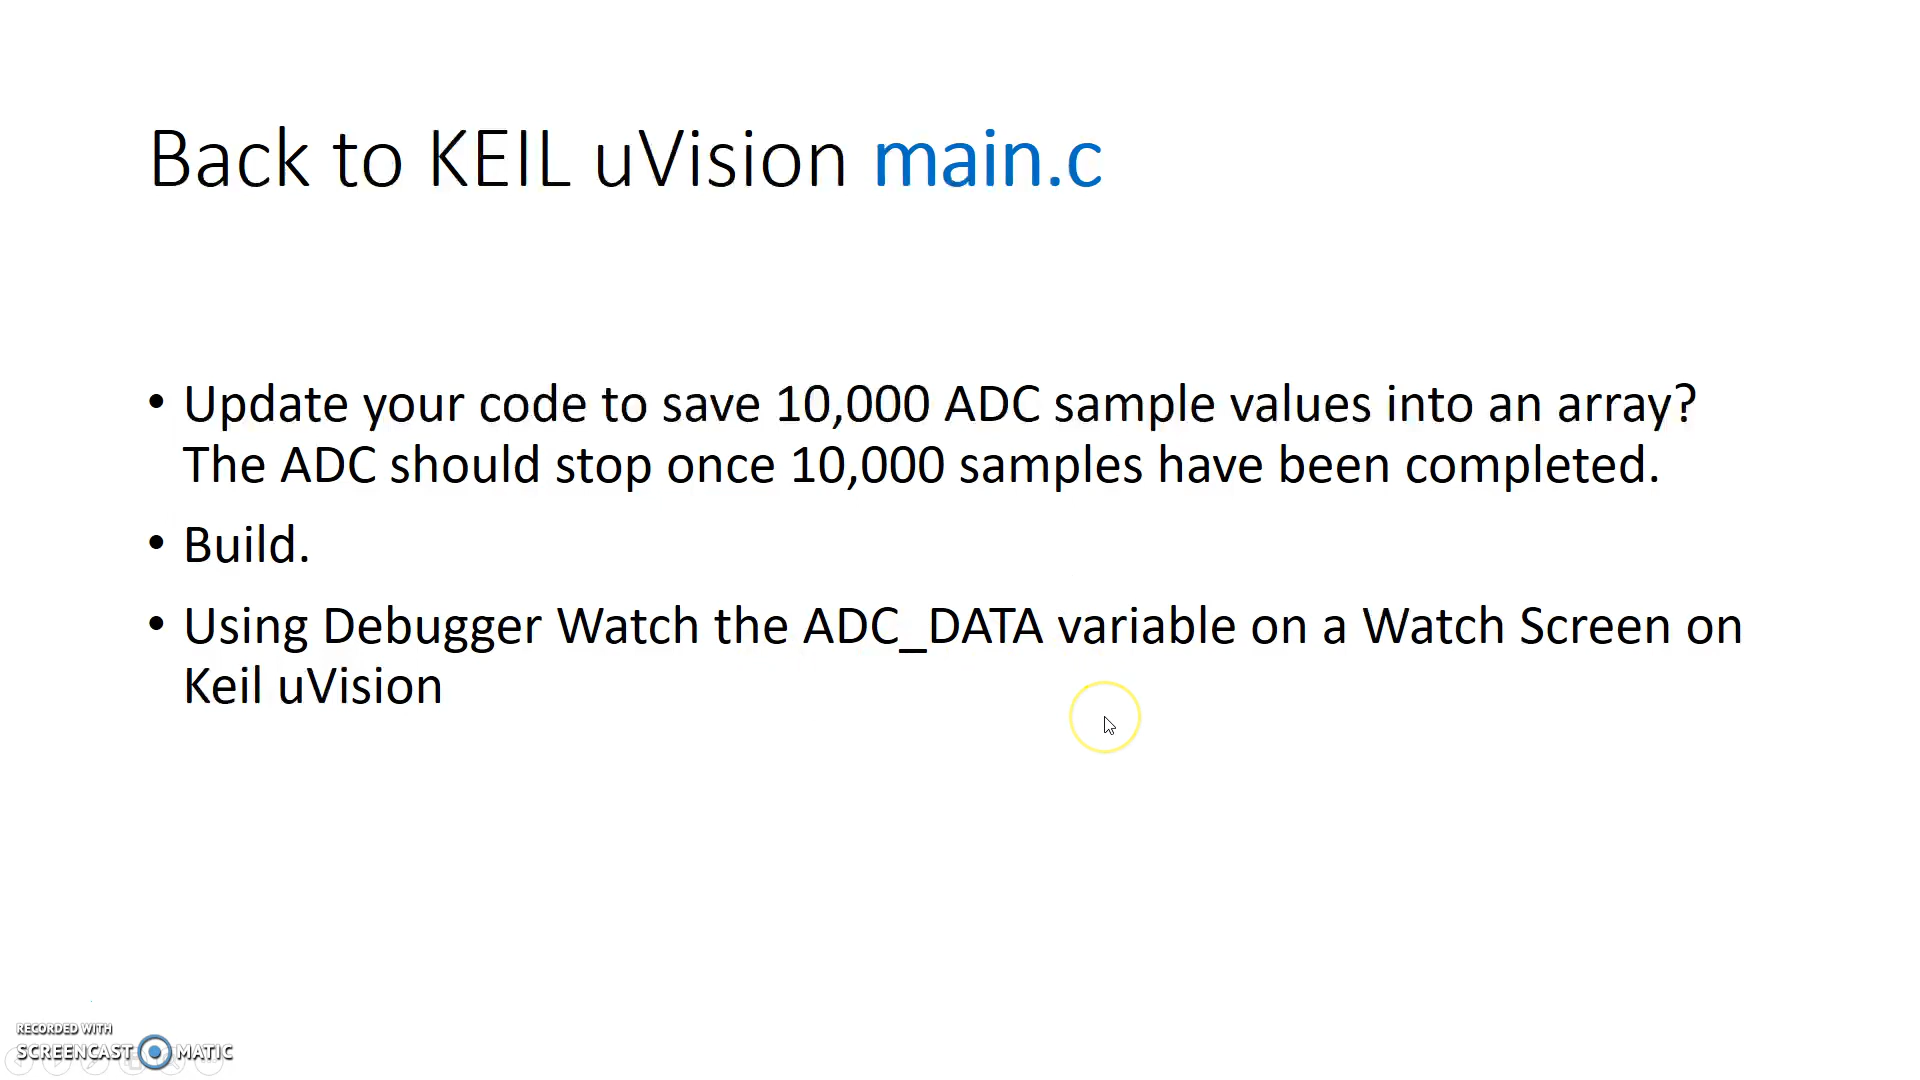 Back to KEIL uVision main.c
• Update your code to save 10,000 ADC sample values into an array?
The ADC should stop once 10,000 samples have been completed.
• Build.
• Using Debugger Watch the ADC_DATA variable on a Watch Screen on
Keil uVision
RECORDED WITH
SCREENCAST MATIC